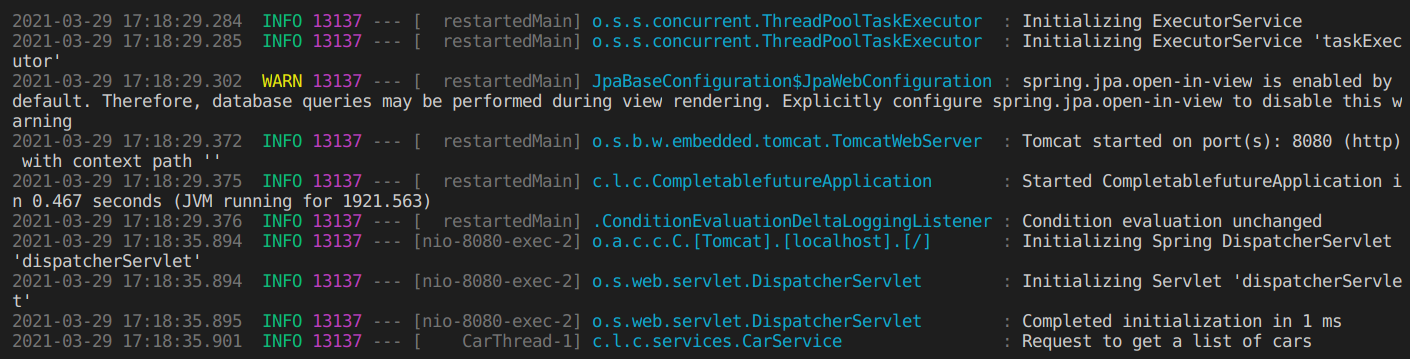 2021-03-29 17:18:29.284  INFO 13137 --- [  restartedMain] o.s.s.concurrent.ThreadPoolTaskExecutor  : Initializing ExecutorService
2021-03-29 17:18:29.285  INFO 13137 --- [  restartedMain] o.s.s.concurrent.ThreadPoolTaskExecutor  : Initializing ExecutorService 'taskExec
utor'
2021-03-29 17:18:29.302  WARN 13137 --- [  restartedMain] JpaBaseConfiguration$JpaWebConfiguration : spring.jpa.open-in-view is enabled by
default. Therefore, database queries may be performed during view rendering. Explicitly configure spring.jpa.open-in-view to disable this w
arning
2021-03-29 17:18:29.372  INFO 13137 --- [  restartedMain] o.s.b.w.embedded.tomcat.TomcatWebServer  : Tomcat started on port(s): 8080 (http)
 with context path ''
2021-03-29 17:18:29.375  INFO 13137 --- [  restartedMain] c.l.c.CompletablefutureApplication       : Started CompletablefutureApplication i
n 0.467 seconds (JVM running for 1921.563)
2021-03-29 17:18:29.376  INFO 13137 --- [  restartedMain] .ConditionEvaluationDeltaLoggingListener : Condition evaluation unchanged
2021-03-29 17:18:35.894  INFO 13137 --- [nio-8080-exec-2] o.a.c.c.C.[Tomcat].[localhost].[/]       : Initializing Spring DispatcherServlet
'dispatcherServlet'
2021-03-29 17:18:35.894  INFO 13137 --- [nio-8080-exec-2] o.s.web.servlet.DispatcherServlet        : Initializing Servlet 'dispatcherServle
t'
2021-03-29 17:18:35.895  INFO 13137 --- [nio-8080-exec-2] o.s.web.servlet.DispatcherServlet        : Completed initialization in 1 ms
2021-03-29 17:18:35.901  INFO 13137 --- [    CarThread-1] c.l.c.services.CarService                : Request to get a list of cars